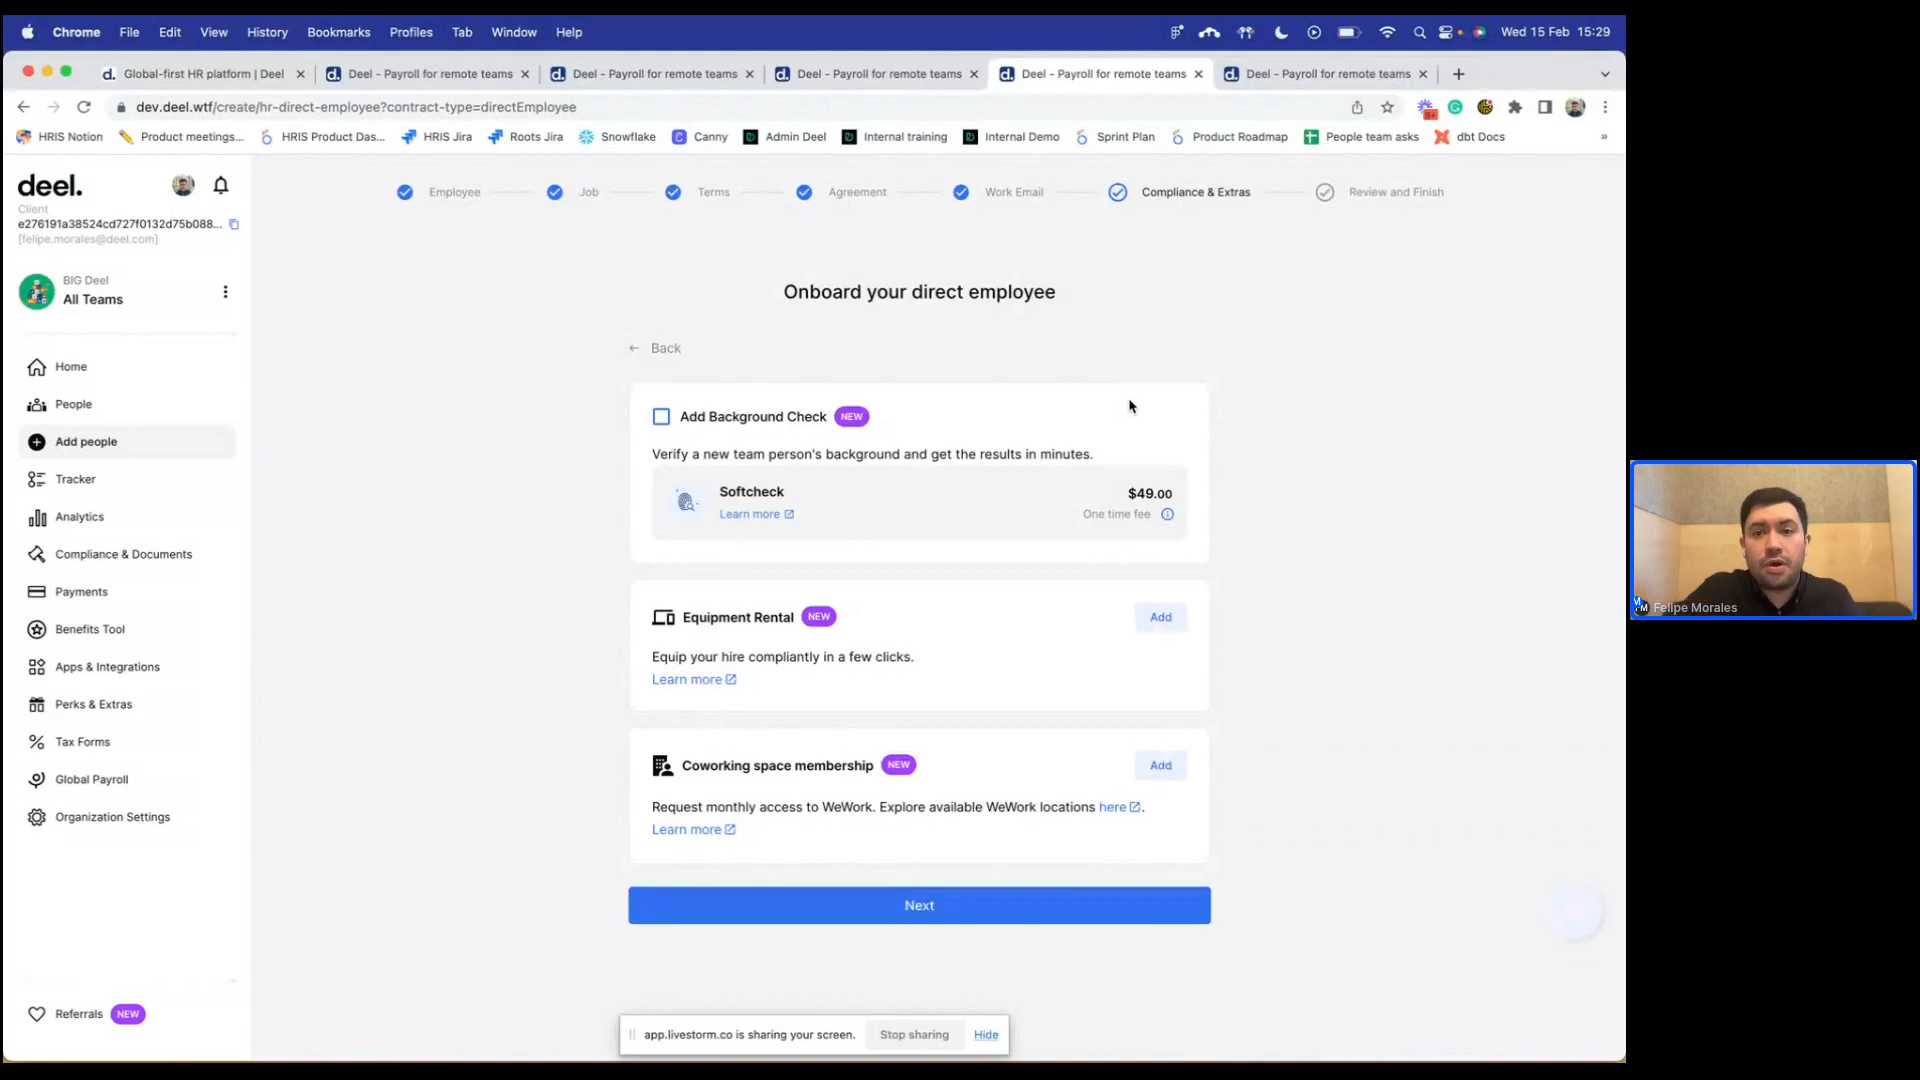 Chrome File Edit View History Bookmarks Profiles Tab Window Help Wed 15 Feb 15:29
Global-first HR platform | Deel Deel - Payroll for remote teams Deel - Payroll for remote teams Deel - Payroll for remote teams Deel - Payroll for remote teams Deel - Payroll for remote teams
dev.deel.wtf/create/hr-direct-employee?contract-type=directEmployee
HRIS Notion Product meetings... HRIS Product Das... HRIS Jira Roots Jira Snowflake Canny Admin Deel Internal training Internal Demo Sprint Plan Product Roadmap People team asks dbt Docs »
deel.
Client
e276191a38524cd727f0132d75b088...
[felipe.morales@deel.com]
BIG Deel
All Teams
Home
People
Add people
Tracker
Analytics
Compliance & Documents
Payments
Benefits Tool
Apps & Integrations
Perks & Extras
Tax Forms
Global Payroll
Organization Settings
Referrals NEW
Employee Job Terms Agreement Work Email Compliance & Extras Review and Finish
Onboard your direct employee
← Back
Add Background Check NEW
Verify a new team person's background and get the results in minutes.
Softcheck $49.00
Learn more One time fee
Equipment Rental NEW Add
Equip your hire compliantly in a few clicks.
Learn more
Coworking space membership NEW Add
Request monthly access to WeWork. Explore available WeWork locations here.
Learn more
Next
app.livestorm.co is sharing your screen. Stop sharing Hide
Felipe Morales